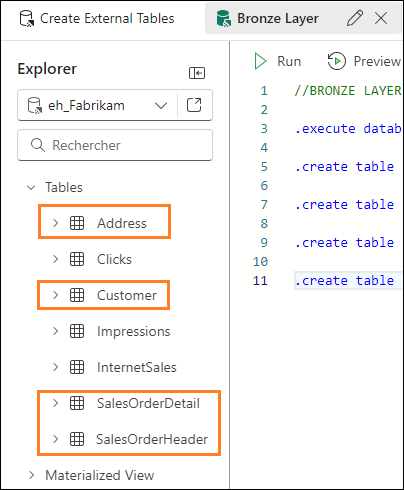 Create External Tables
Bronze Layer
Explorer
eh_Fabrikam
Rechercher
Tables
Address
Clicks
Customer
Impressions
InternetSales
SalesOrderDetail
SalesOrderHeader
Materialized View
Run
Preview
1 //BRONZE LAYER
2
3 .execute datab
4
5 .create table
6
7 .create table
8
9 .create table
10
11 .create table